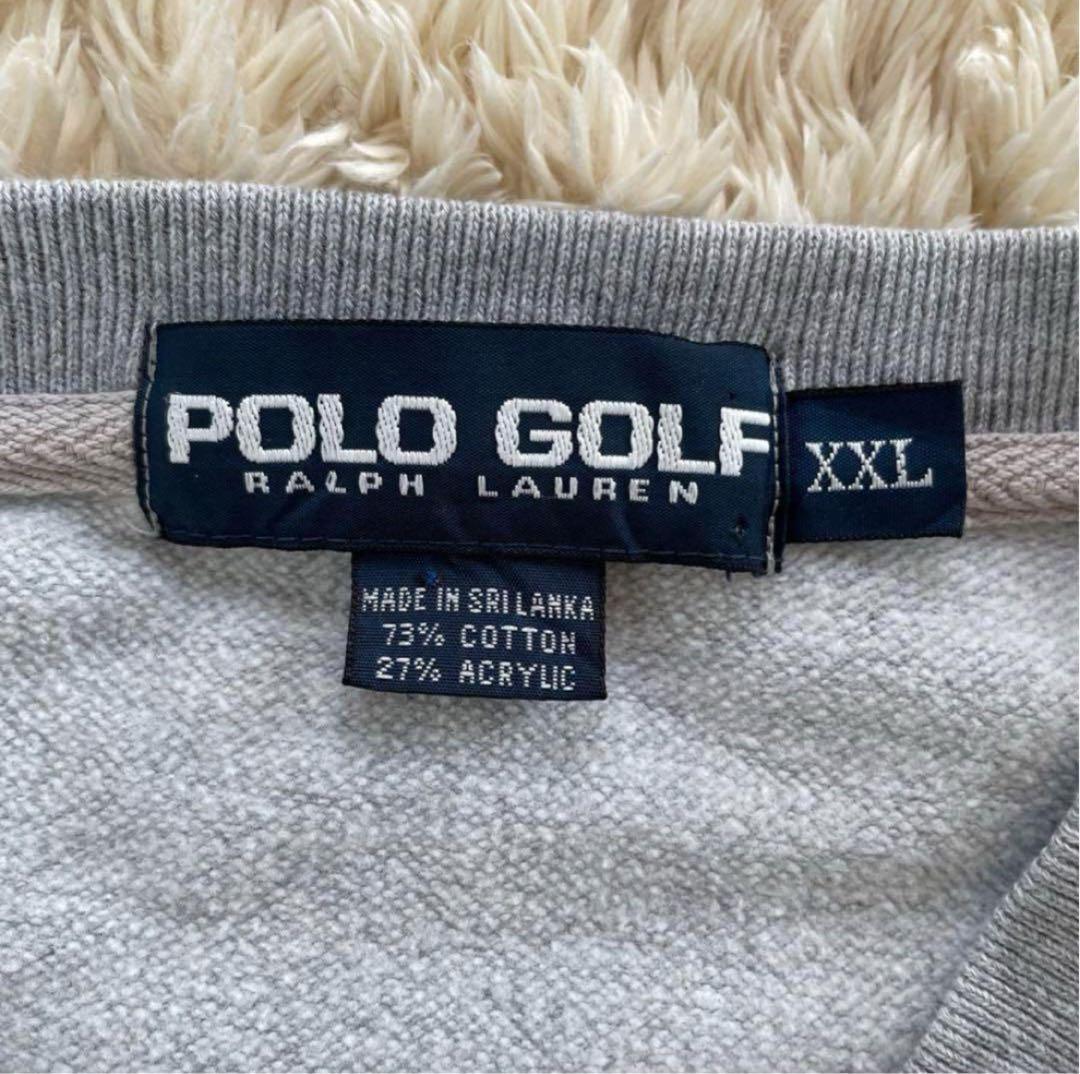 POLO GOLF
RALPH LAUREN
XXL
MADE IN SRI LANKA
73% COTTON
27% ACRYLIC